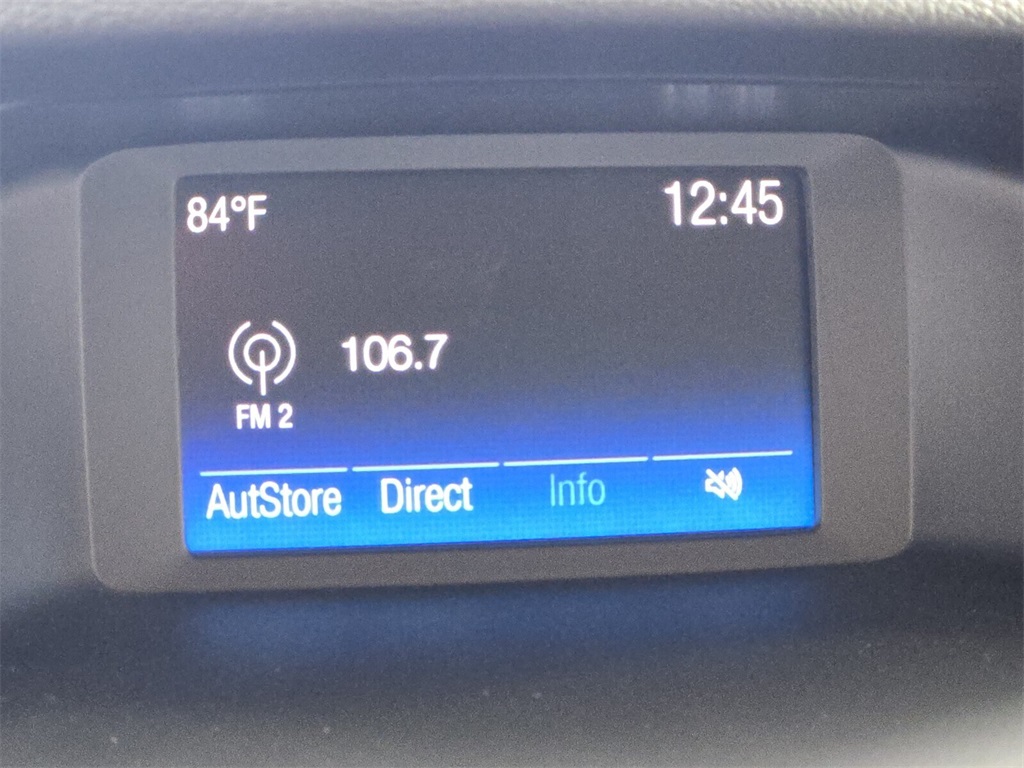 84°F 12:45
106.7
FM 2
AutStore Direct Info